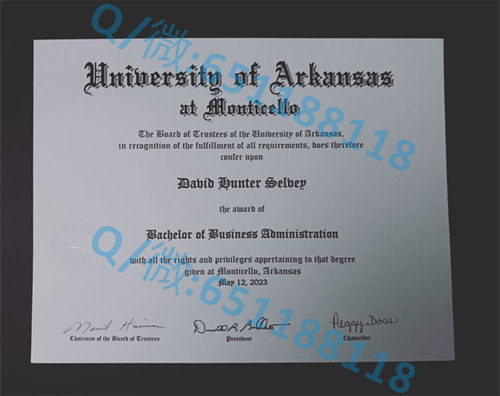 University of Arkansas
at Monticello
The Board of Trustees of the University of Arkansas,
in recognition of the fulfillment of all requirements, does therefore
confer upon
David Hunter Selvey
the award of
Bachelor of Business Administration
with all the rights and privileges appertaining to that degree
given at Monticello, Arkansas
May 12, 2023
Peggy Doss
Chairman of the Board of Trustees
President
Chancellor
Q/微:651188118
Q/微:651188118